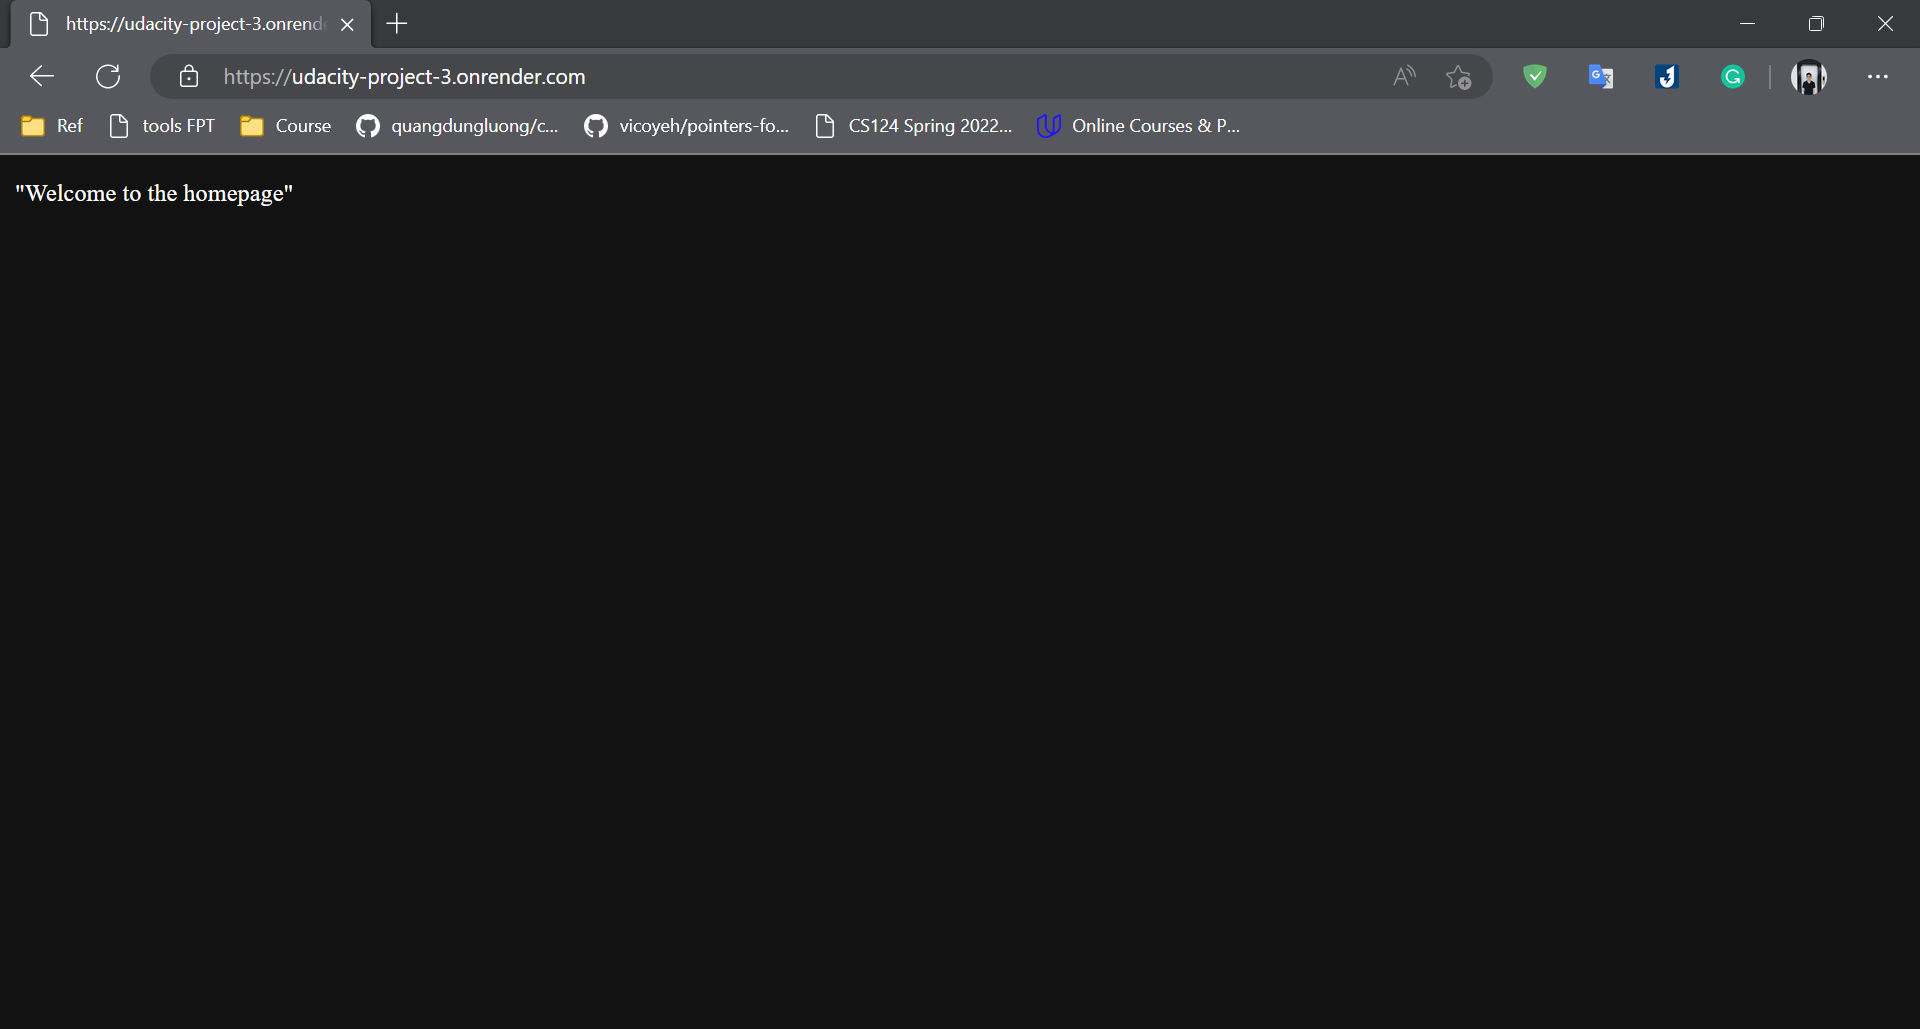 https://udacity-project-3.onrend
https://udacity-project-3.onrender.com
Ref
tools FPT
Course
quangdungluong/c...
vicoyeh/pointers-fo...
CS124 Spring 2022...
Online Courses & P...
"Welcome to the homepage"